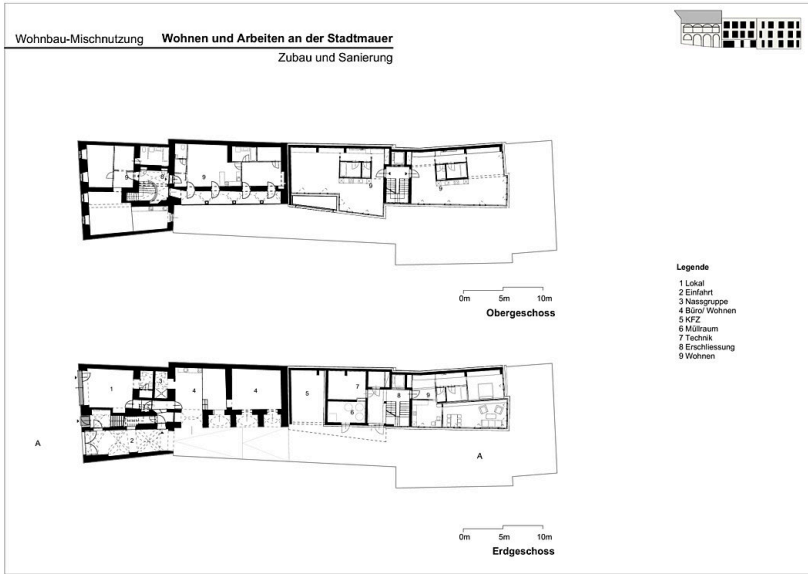 Wohnbau-Mischnutzung Wohnen und Arbeiten an der Stadtmauer
Zubau und Sanierung
9
8
9
9
9
0m 5m 10m
Obergeschoss
Legende
1 Lokal
2 Einfahrt
3 Nassgruppe
4 Büro/ Wohnen
5 KFZ
6 Müllraum
7 Technik
8 Erschliessung
9 Wohnen
1
3
4
4
5
7
6
8
9
2
A
A
0m 5m 10m
Erdgeschoss